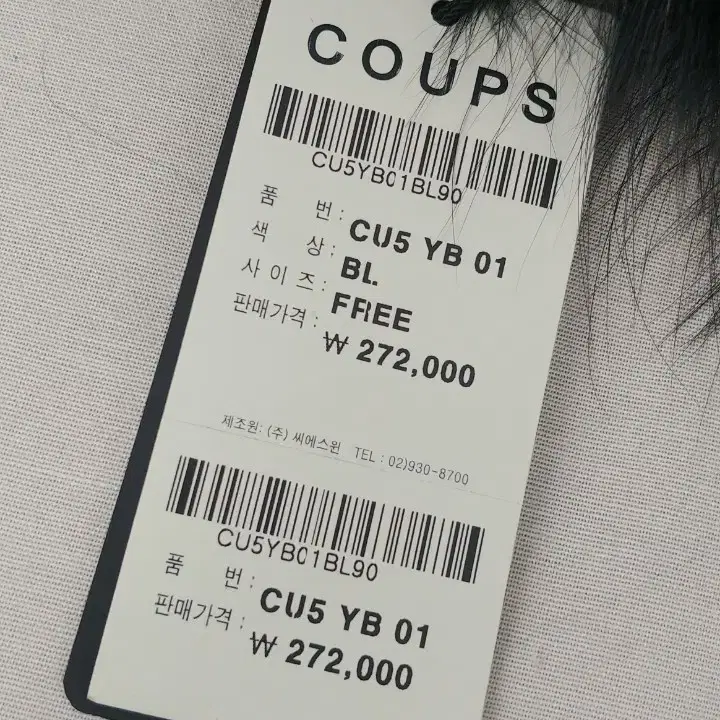 COUPS
CU5YB01BL90
품 번 : CU5 YB 01
색 상 : BL
사 이 즈 : FREE
판매가격 : ₩ 272,000
제조원: (주) 씨에스윈 TEL : 02)930-8700
CU5YB01BL90
품 번 : CU5 YB 01
판매가격 : ₩ 272,000